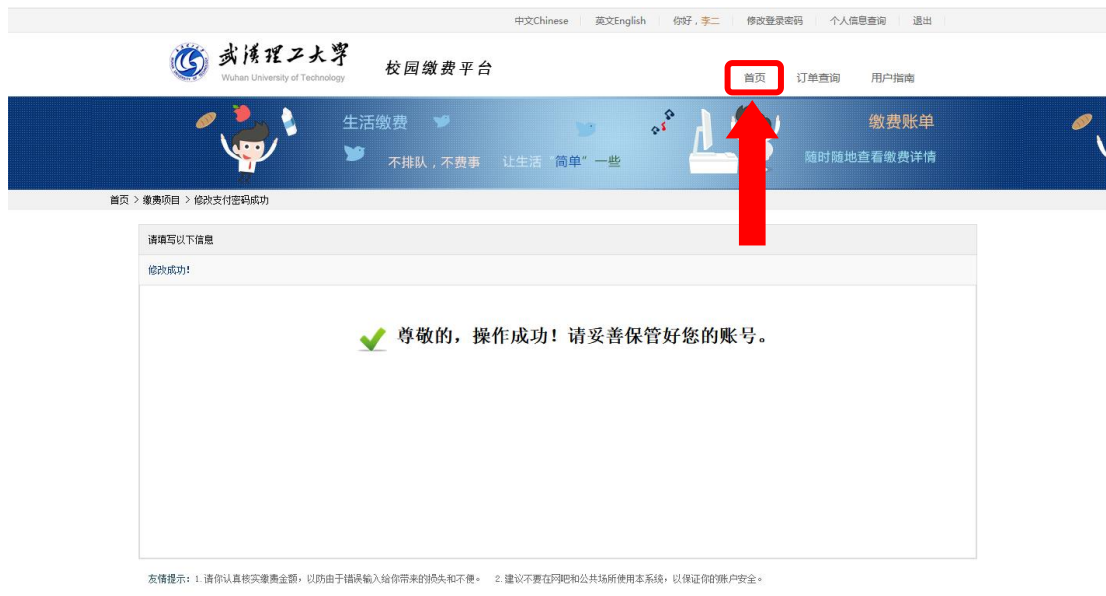 中文Chinese 英文English 你好，李二 修改登录密码 个人信息查询 退出
武汉理工大学
Wuhan University of Technology
校园缴费平台
首页 订单查询 用户指南
生活缴费
不排队，不费事 让生活“简单”一些
缴费账单
随时随地查看缴费详情
首页 > 缴费项目 > 修改支付密码成功
请填写以下信息
修改成功！
尊敬的，操作成功！请妥善保管好您的账号。
友情提示：1.请你认真核实缴费金额，以防由于错误输入给你带来的损失和不便。 2.建议不要在网吧和公共场所使用本系统，以保证你的账户安全。